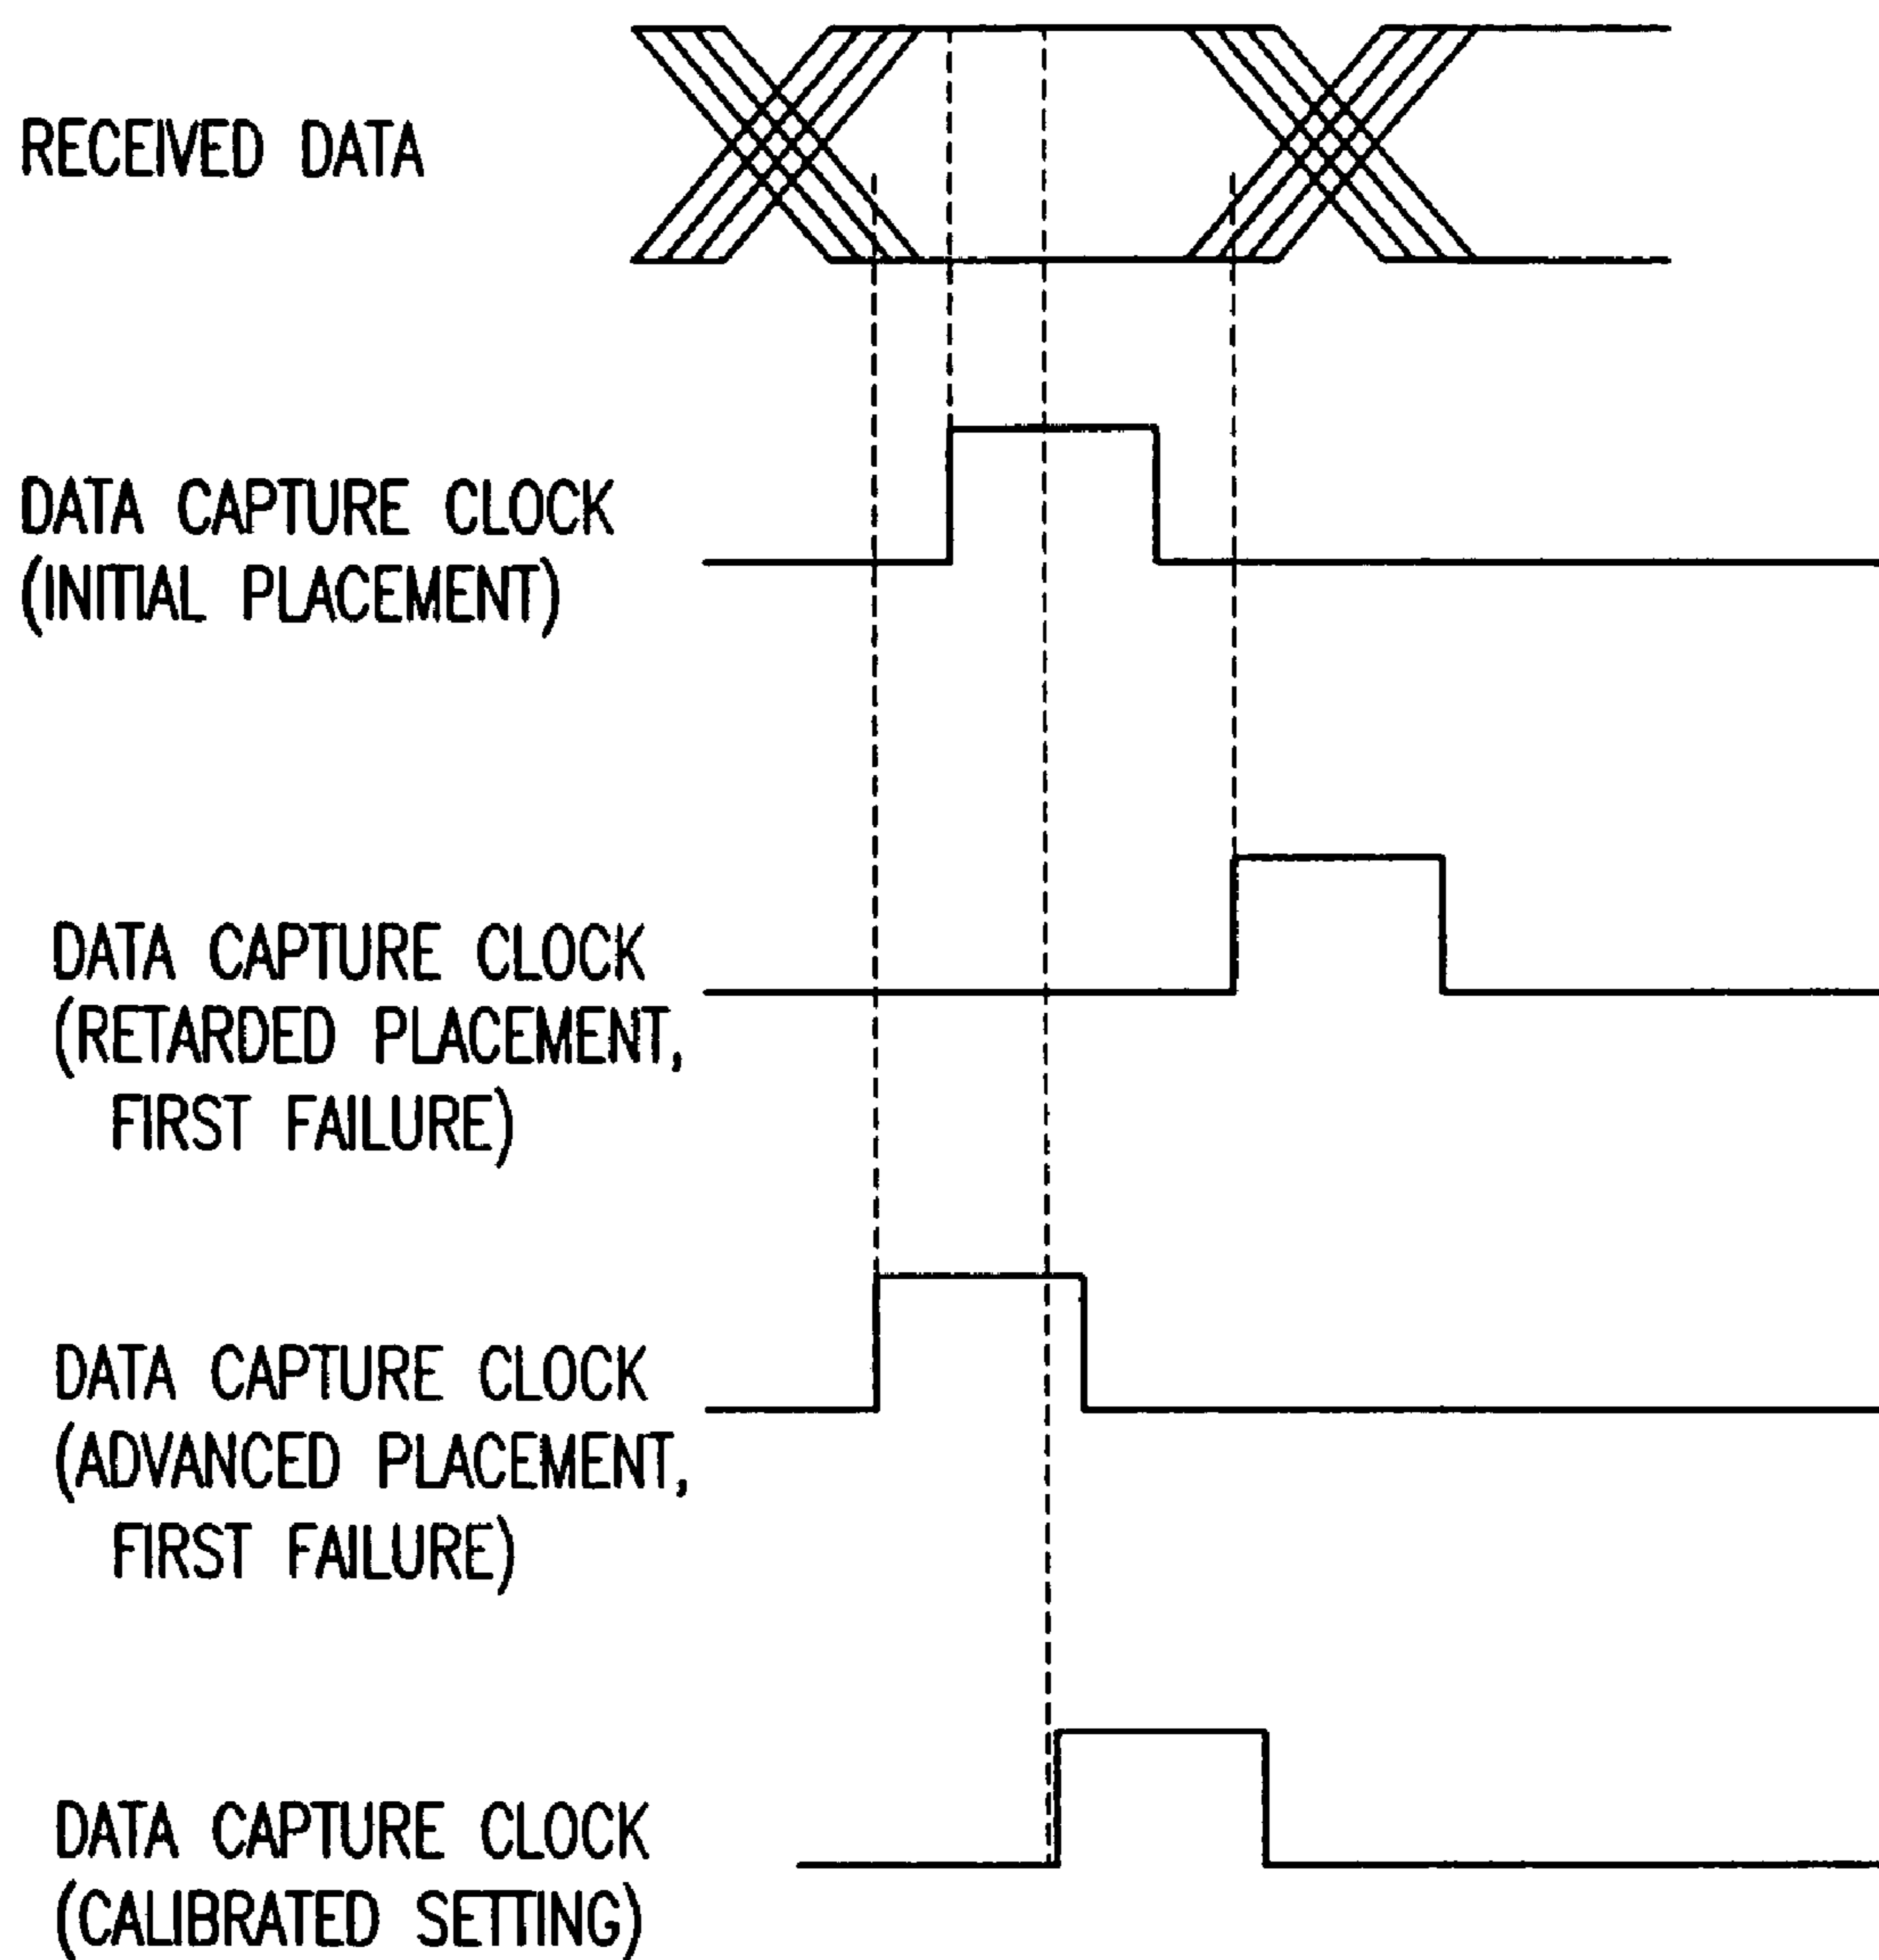 RECEIVED DATA
DATA CAPTURE CLOCK
(INITIAL PLACEMENT)
DATA CAPTURE CLOCK
(RETARDED PLACEMENT,
FIRST FAILURE)
DATA CAPTURE CLOCK
(ADVANCED PLACEMENT,
FIRST FAILURE)
DATA CAPTURE CLOCK
(CALIBRATED SETTING)